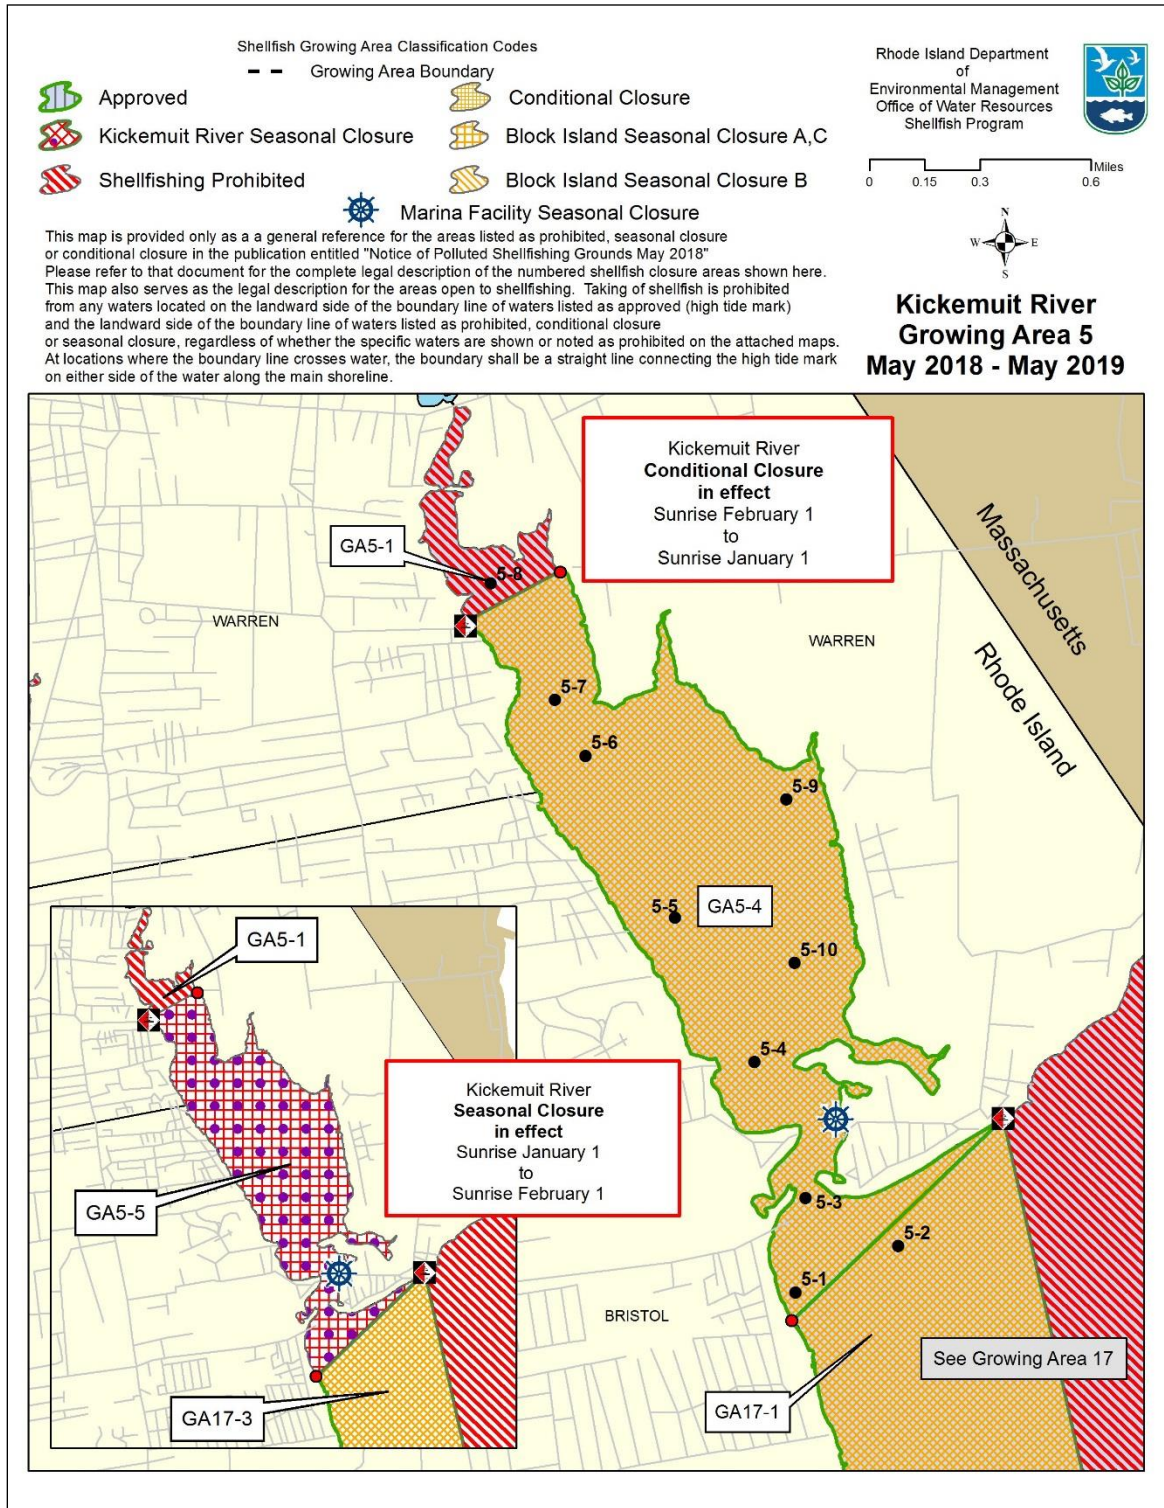 Shellfish Growing Area Classification Codes
Growing Area Boundary
Approved
Conditional Closure
Kickemuit River Seasonal Closure
Block Island Seasonal Closure A,C
Shellfishing Prohibited
Block Island Seasonal Closure B
Marina Facility Seasonal Closure
Rhode Island Department
of
Environmental Management
Office of Water Resources
Shellfish Program
Miles
0 0.15 0.3 0.6
N
W E
S
This map is provided only as a a general reference for the areas listed as prohibited, seasonal closure
or conditional closure in the publication entitled "Notice of Polluted Shellfishing Grounds May 2018"
Please refer to that document for the complete legal description of the numbered shellfish closure areas shown here.
This map also serves as the legal description for the areas open to shellfishing.  Taking of shellfish is prohibited
from any waters located on the landward side of the boundary line of waters listed as approved (high tide mark)
and the landward side of the boundary line of waters listed as prohibited, conditional closure
or seasonal closure, regardless of whether the specific waters are shown or noted as prohibited on the attached maps.
At locations where the boundary line crosses water, the boundary shall be a straight line connecting the high tide mark
on either side of the water along the main shoreline.
Kickemuit River
Growing Area 5
May 2018 - May 2019
Kickemuit River
Conditional Closure
in effect
Sunrise February 1
to
Sunrise January 1
Massachusetts
Rhode Island
GA5-1
5-8
WARREN
WARREN
5-7
5-6
5-9
5-5
GA5-4
5-10
5-4
5-3
5-2
5-1
BRISTOL
See Growing Area 17
GA17-1
GA5-1
Kickemuit River
Seasonal Closure
in effect
Sunrise January 1
to
Sunrise February 1
GA5-5
GA17-3